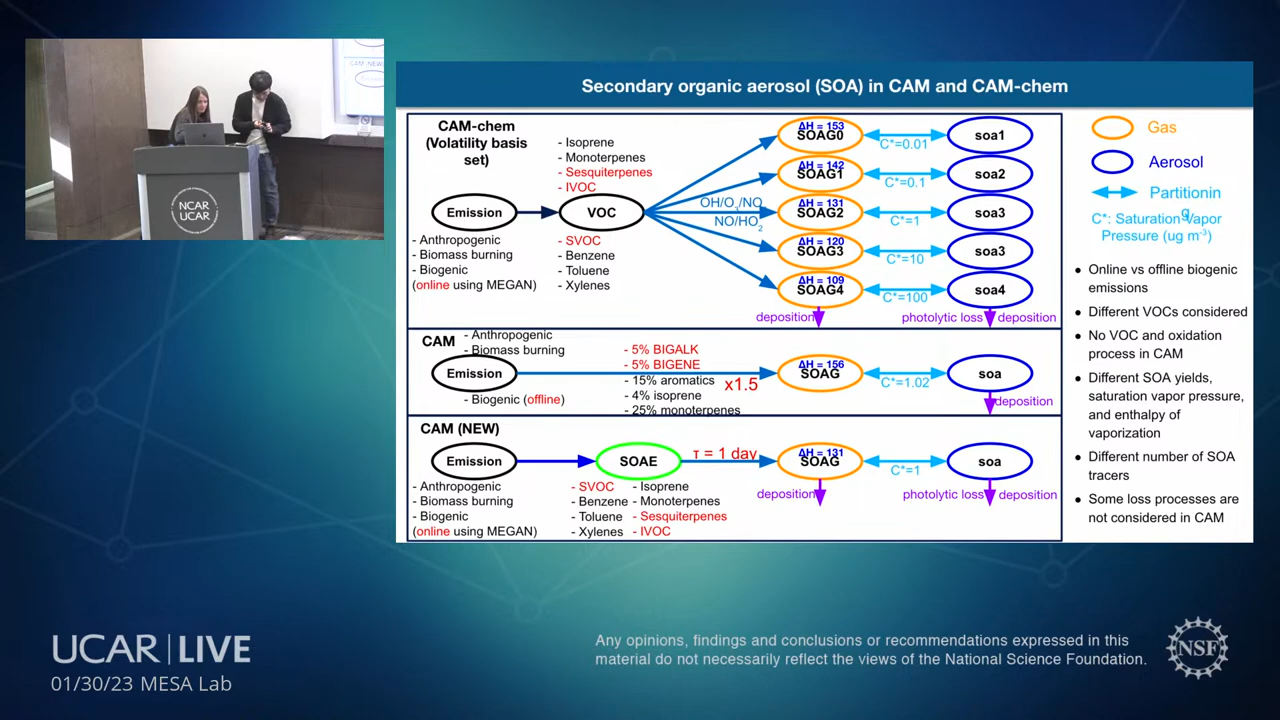 CAM NEW
NCAR
UCAR
Secondary organic aerosol (SOA) in CAM and CAM-chem
CAM-chem
(Volatility basis
set)
- Isoprene
- Monoterpenes
- Sesquiterpenes
- IVOC
Emission
VOC
- Anthropogenic
- Biomass burning
- Biogenic
(online using MEGAN)
- SVOC
- Benzene
- Toluene
- Xylenes
OH/O3/NO
NO/HO2
ΔH = 153
SOAG0
C*=0.01
soa1
ΔH = 142
SOAG1
C*=0.1
soa2
ΔH = 131
SOAG2
C*=1
soa3
ΔH = 120
SOAG3
C*=10
soa3
ΔH = 109
SOAG4
C*=100
soa4
deposition
photolytic loss
deposition
CAM
- Anthropogenic
- Biomass burning
Emission
- Biogenic (offline)
- 5% BIGALK
- 5% BIGENE
- 15% aromatics
- 4% isoprene
- 25% monoterpenes
x1.5
ΔH = 156
SOAG
C*=1.02
soa
deposition
CAM (NEW)
Emission
SOAE
τ = 1 day
ΔH = 131
SOAG
C*=1
soa
- Anthropogenic
- Biomass burning
- Biogenic
(online using MEGAN)
- SVOC
- Benzene
- Toluene
- Xylenes
- Isoprene
- Monoterpenes
- Sesquiterpenes
- IVOC
deposition
photolytic loss
deposition
Gas
Aerosol
Partitionin
g
C*: Saturation Vapor
Pressure (ug m-3)
● Online vs offline biogenic
emissions
● Different VOCs considered
● No VOC and oxidation
process in CAM
● Different SOA yields,
saturation vapor pressure,
and enthalpy of
vaporization
● Different number of SOA
tracers
● Some loss processes are
not considered in CAM
UCAR | LIVE
01/30/23 MESA Lab
Any opinions, findings and conclusions or recommendations expressed in this
material do not necessarily reflect the views of the National Science Foundation.
NSF